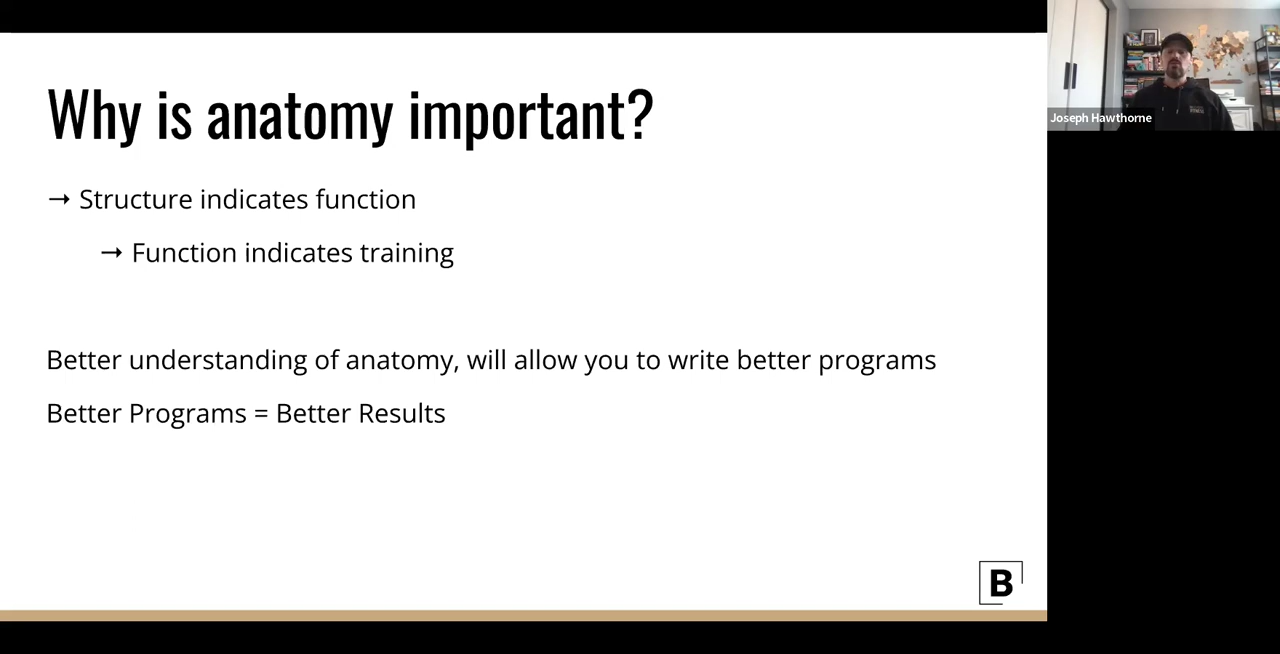 Why is anatomy important?
→ Structure indicates function
→ Function indicates training
Better understanding of anatomy, will allow you to write better programs
Better Programs = Better Results
B
Joseph Hawthorne